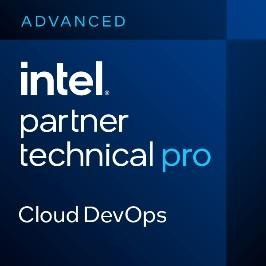 ADVANCED
intel.
partner
technical pro
Cloud DevOps